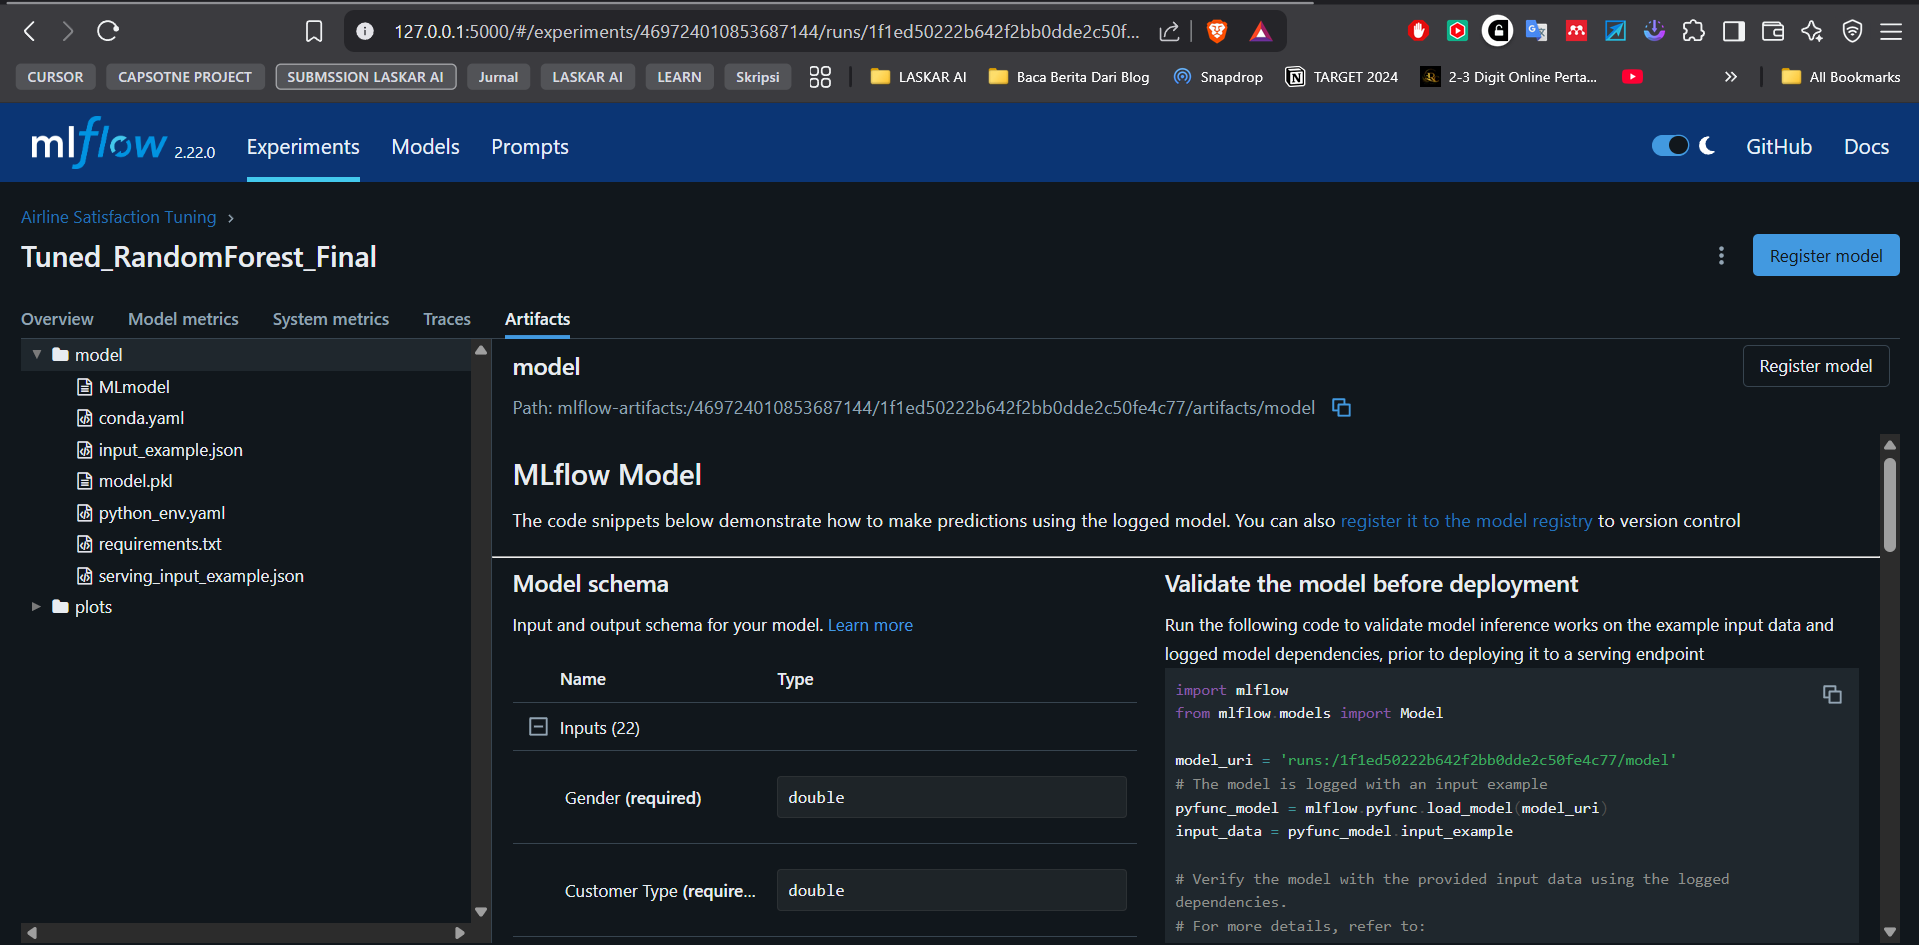 127.0.0.1:5000/#/experiments/469724010853687144/runs/1f1ed50222b642f2bb0dde2c50f...
CURSOR CAPSOTNE PROJECT SUBMSSION LASKAR AI Jurnal LASKAR AI LEARN Skripsi LASKAR AI Baca Berita Dari Blog Snapdrop TARGET 2024 2-3 Digit Online Perta... » All Bookmarks
mlflow 2.22.0 Experiments Models Prompts GitHub Docs
Airline Satisfaction Tuning ›
Tuned_RandomForest_Final
Register model
Overview Model metrics System metrics Traces Artifacts
model
MLmodel
conda.yaml
input_example.json
model.pkl
python_env.yaml
requirements.txt
serving_input_example.json
plots
model
Register model
Path: mlflow-artifacts:/469724010853687144/1f1ed50222b642f2bb0dde2c50fe4c77/artifacts/model
MLflow Model
The code snippets below demonstrate how to make predictions using the logged model. You can also register it to the model registry to version control
Model schema
Input and output schema for your model. Learn more
Name Type
Inputs (22)
Gender (required) double
Customer Type (require... double
Validate the model before deployment
Run the following code to validate model inference works on the example input data and
logged model dependencies, prior to deploying it to a serving endpoint
import mlflow
from mlflow.models import Model
model_uri = 'runs:/1f1ed50222b642f2bb0dde2c50fe4c77/model'
# The model is logged with an input example
pyfunc_model = mlflow.pyfunc.load_model(model_uri)
input_data = pyfunc_model.input_example
# Verify the model with the provided input data using the logged
dependencies.
# For more details, refer to: